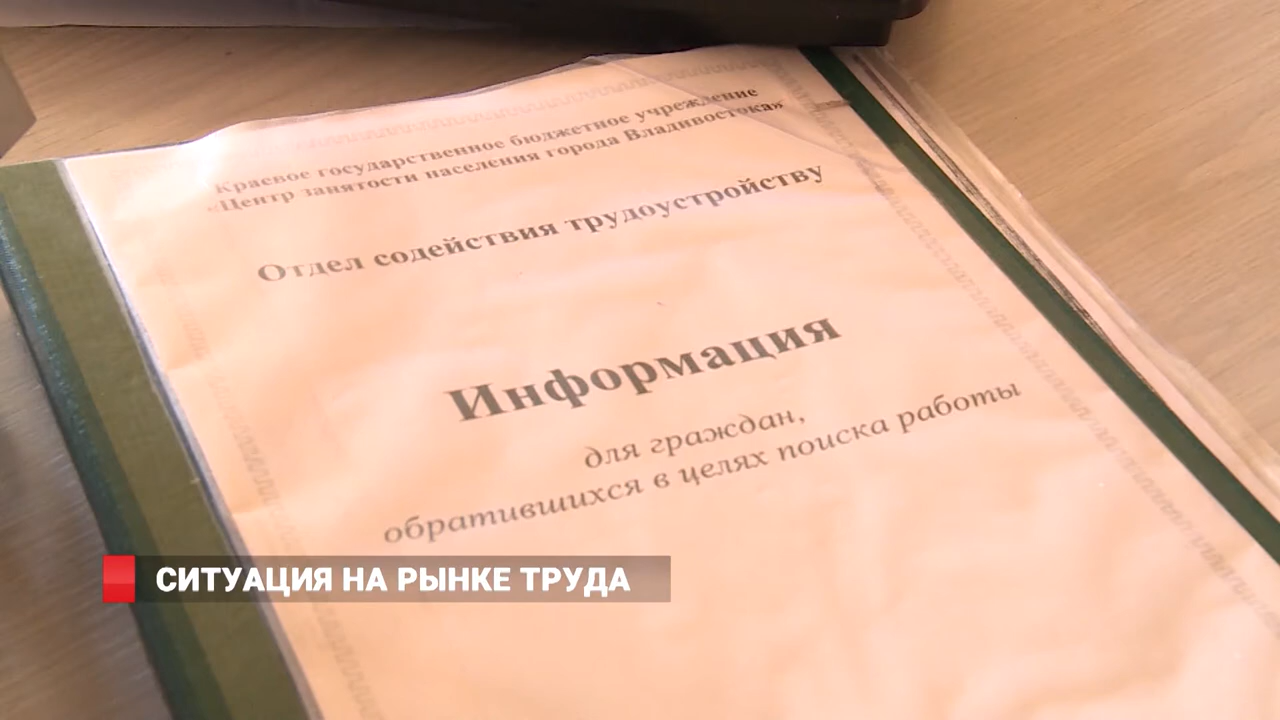 Краевое государственное бюджетное учреждение
«Центр занятости населения города Владивостока»
Отдел содействия трудоустройству
Информация
для граждан,
обратившихся в целях поиска работы
СИТУАЦИЯ НА РЫНКЕ ТРУДА